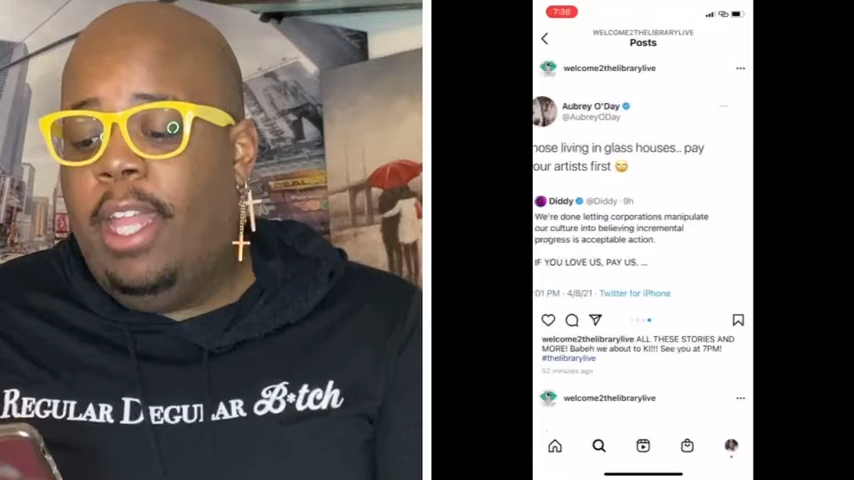 REGULAR DEGULAR B*tch
7:30
WELCOME2THELIBRARYLIVE
Posts
welcome2thelibrarylive
Aubrey O'Day
@AubreyODay
hose living in glass houses.. pay
our artists first 😄
Diddy @Diddy · 9h
We're done letting corporations manipulate
our culture into believing incremental
progress is acceptable action.
IF YOU LOVE US, PAY US. ...
:01 PM · 4/8/21 · Twitter for iPhone
welcome2thelibrarylive ALL THESE STORIES AND
MORE! Babeh we about to KI!!! See you at 7PM!
#thelibrarylive
52 minutes ago
welcome2thelibrarylive